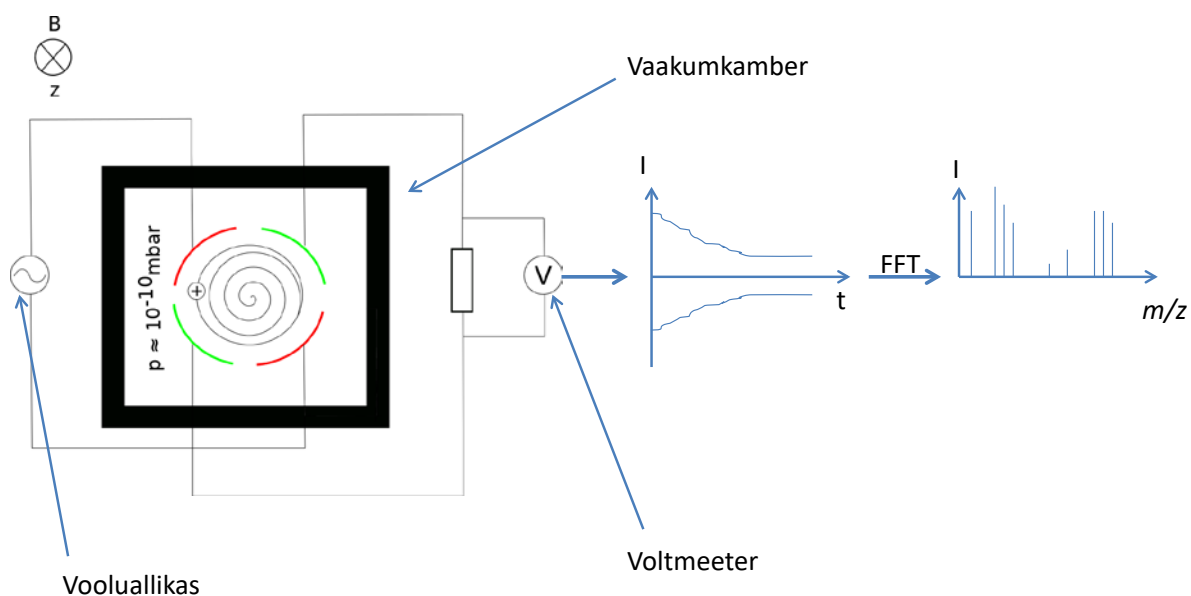 B
z
Vaakumkamber
p ≈ 10⁻¹⁰mbar
+
V
I
t
FFT
I
m/z
Vooluallikas
Voltmeeter